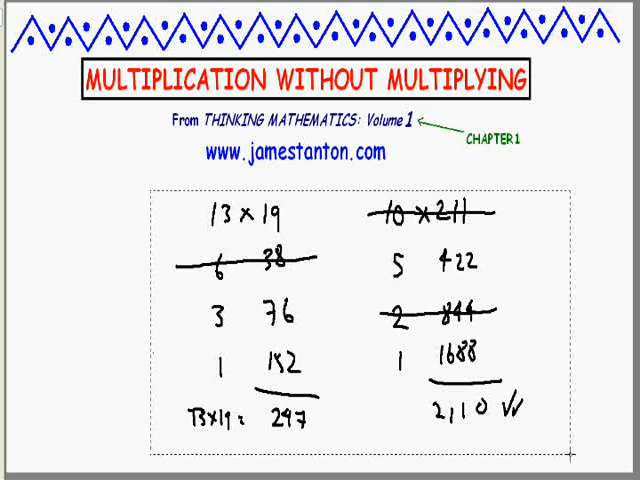 MULTIPLICATION WITHOUT MULTIPLYING
From THINKING MATHEMATICS: Volume 1
CHAPTER 1
www.jamestanton.com
13 × 19
6 38
3 76
1 152
13×19= 247
10 × 211
5 422
2 844
1 1688
2,110